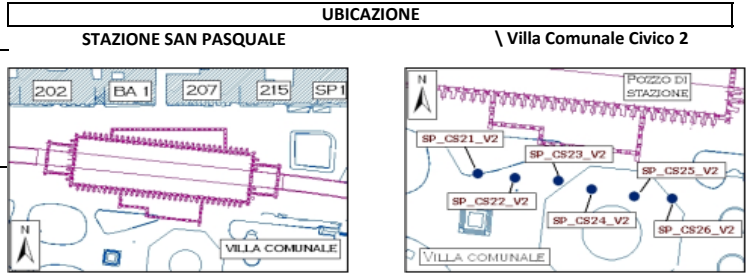 UBICAZIONE
STAZIONE SAN PASQUALE
\ Villa Comunale Civico 2
202
BA 1
207
215
SP1
N
VILLA COMUNALE
N
POZZO DI
STAZIONE
SP_CS21_V2
SP_CS23_V2
SP_CS25_V2
SP_CS22_V2
SP_CS24_V2
SP_CS26_V2
VILLA COMUNALE